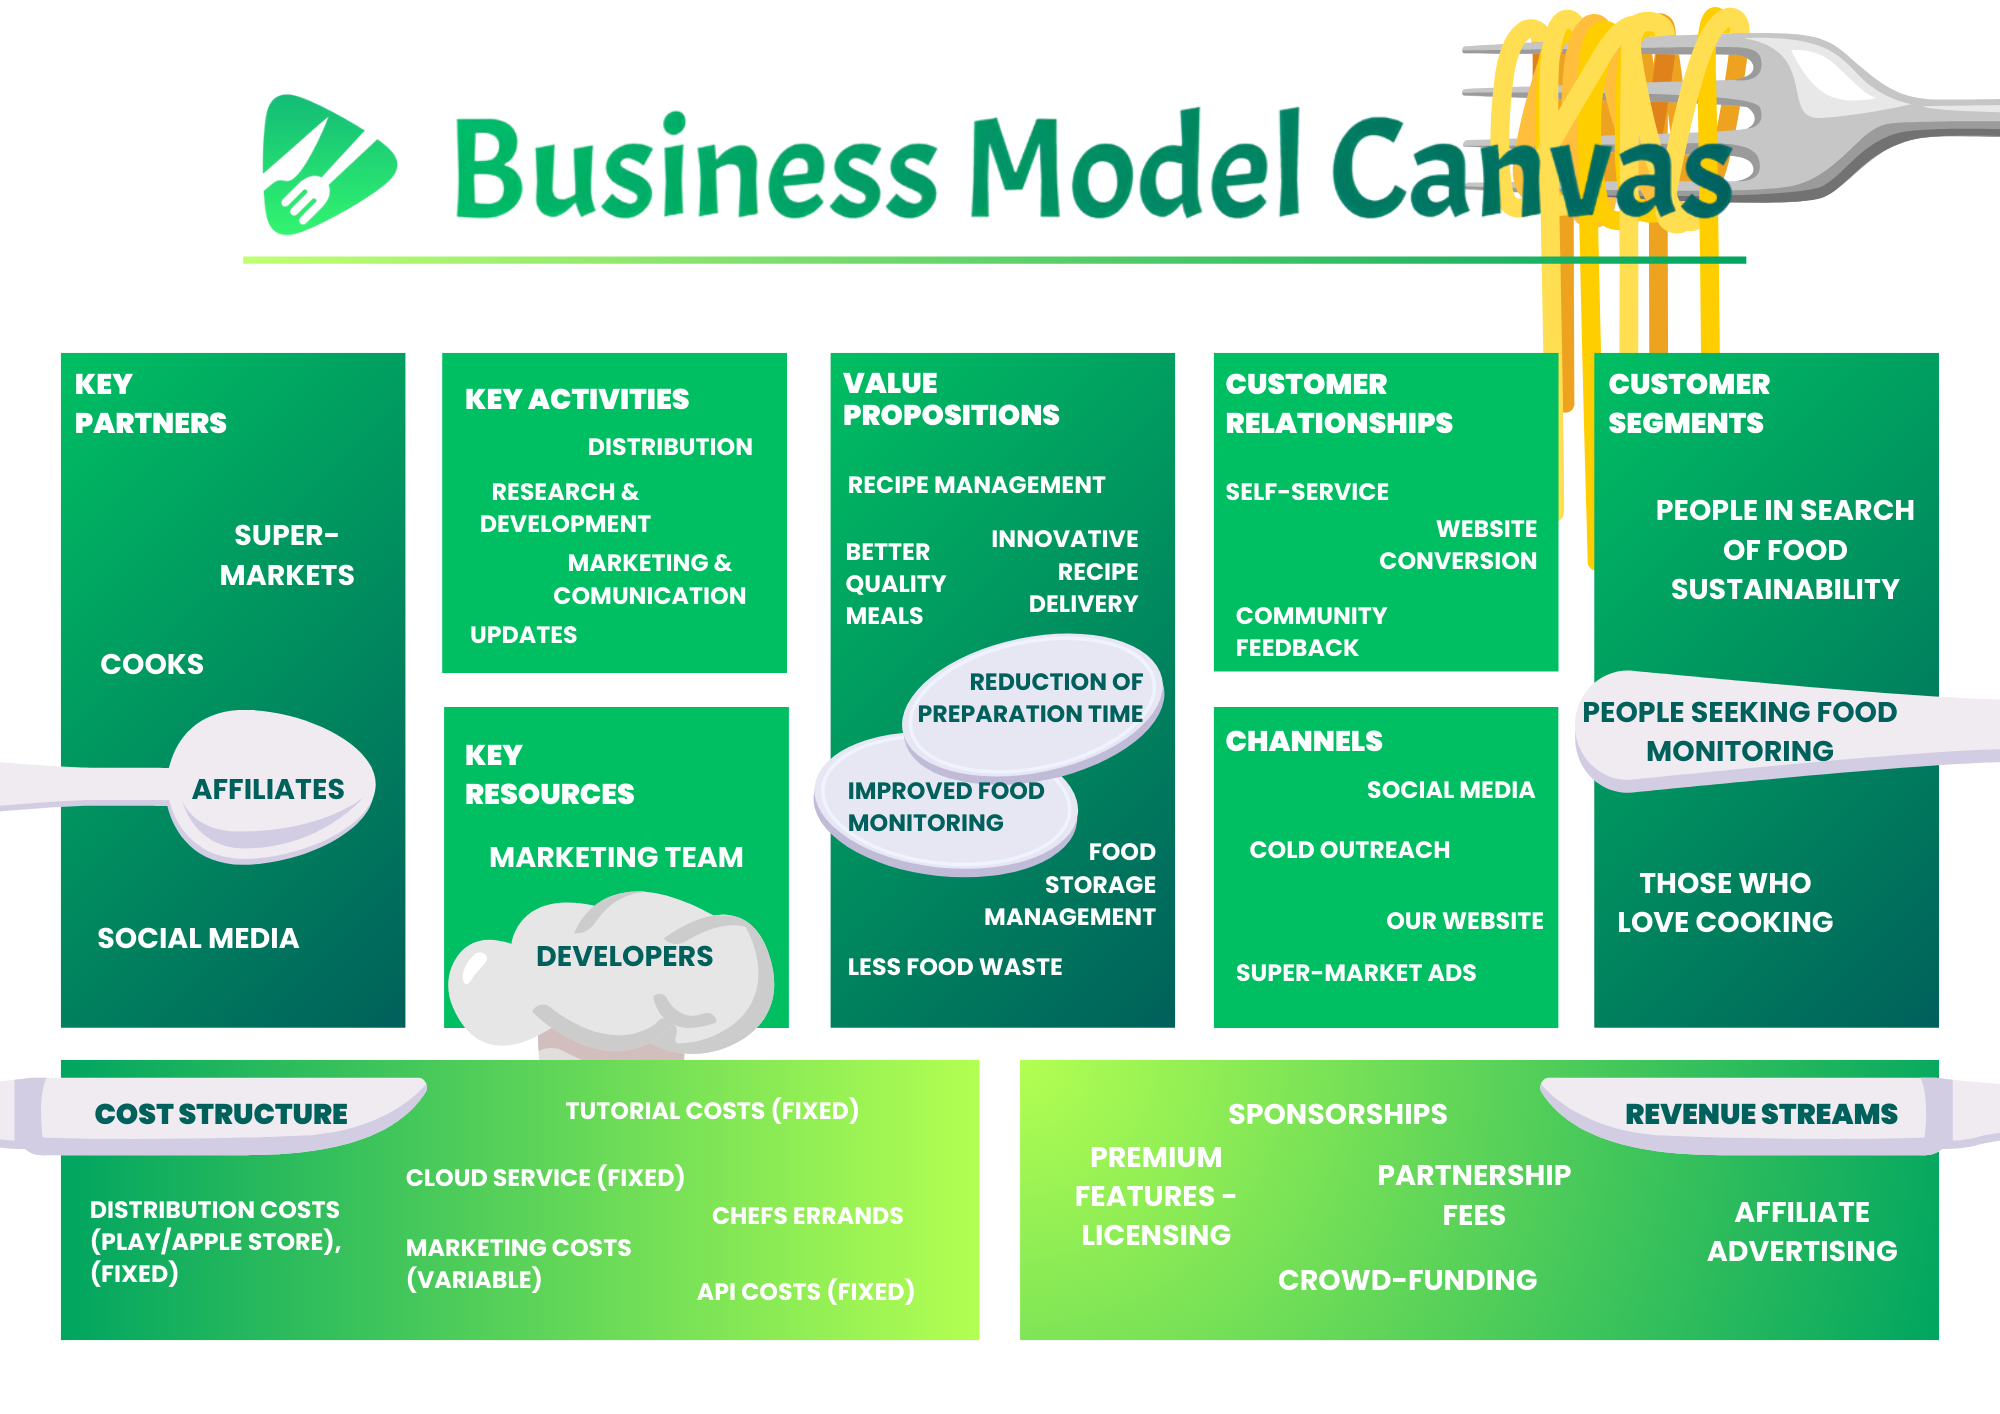 Business Model Canvas
KEY
PARTNERS
SUPER-
MARKETS
COOKS
AFFILIATES
SOCIAL MEDIA
KEY ACTIVITIES
DISTRIBUTION
RESEARCH &
DEVELOPMENT
MARKETING &
COMUNICATION
UPDATES
KEY
RESOURCES
MARKETING TEAM
DEVELOPERS
VALUE
PROPOSITIONS
RECIPE MANAGEMENT
BETTER
QUALITY
MEALS
INNOVATIVE
RECIPE
DELIVERY
REDUCTION OF
PREPARATION TIME
IMPROVED FOOD
MONITORING
FOOD
STORAGE
MANAGEMENT
LESS FOOD WASTE
CUSTOMER
RELATIONSHIPS
SELF-SERVICE
WEBSITE
CONVERSION
COMMUNITY
FEEDBACK
CHANNELS
SOCIAL MEDIA
COLD OUTREACH
OUR WEBSITE
SUPER-MARKET ADS
CUSTOMER
SEGMENTS
PEOPLE IN SEARCH
OF FOOD
SUSTAINABILITY
PEOPLE SEEKING FOOD
MONITORING
THOSE WHO
LOVE COOKING
COST STRUCTURE
TUTORIAL COSTS (FIXED)
CLOUD SERVICE (FIXED)
DISTRIBUTION COSTS
(PLAY/APPLE STORE),
(FIXED)
CHEFS ERRANDS
MARKETING COSTS
(VARIABLE)
API COSTS (FIXED)
REVENUE STREAMS
SPONSORSHIPS
PREMIUM
FEATURES -
LICENSING
PARTNERSHIP
FEES
AFFILIATE
ADVERTISING
CROWD-FUNDING